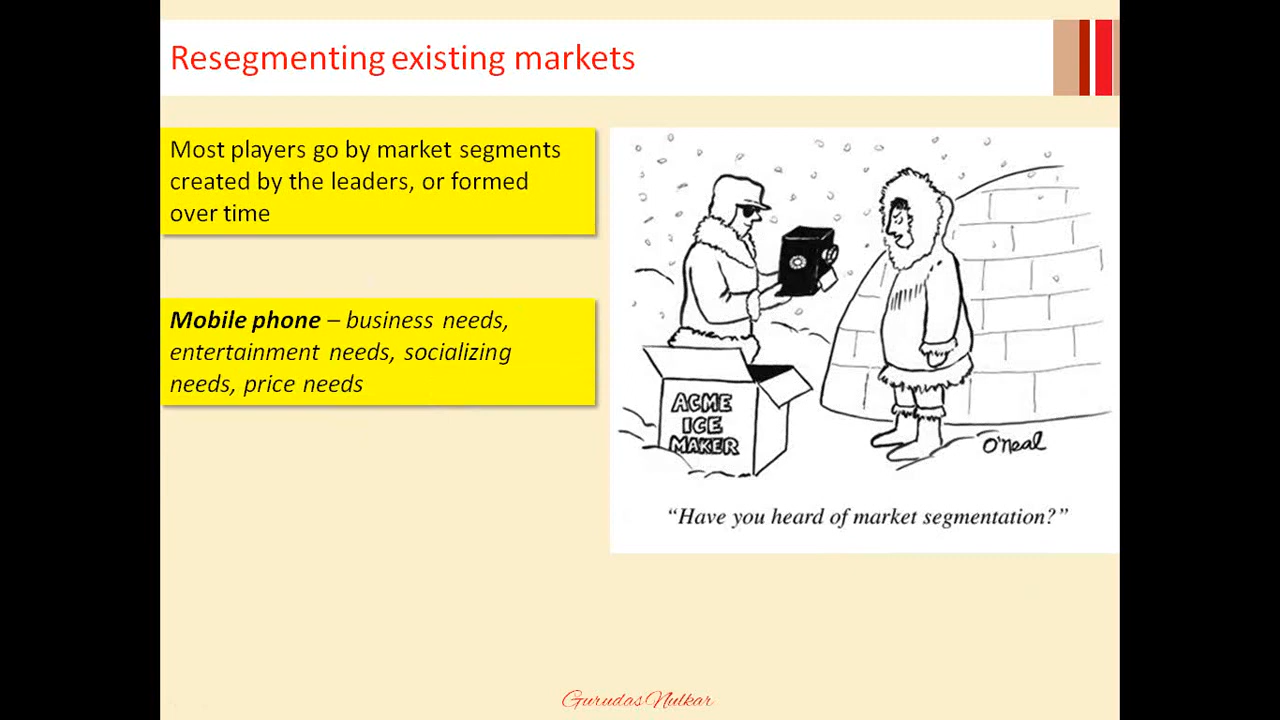 Resegmenting existing markets
Most players go by market segments
created by the leaders, or formed
over time
Mobile phone – business needs,
entertainment needs, socializing
needs, price needs
ACME
ICE
MAKER
O'neal
“Have you heard of market segmentation?”
Gurudas Nulkar